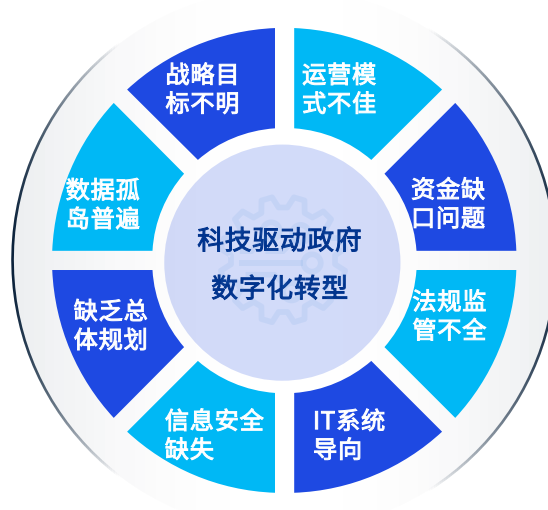 战略目
标不明
运营模
式不佳
数据孤
岛普遍
资金缺
口问题
科技驱动政府
数字化转型
缺乏总
体规划
法规监
管不全
信息安全
缺失
IT系统
导向